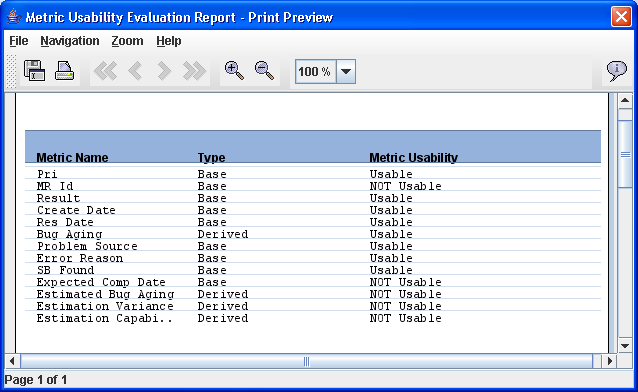 Metric Usability Evaluation Report - Print Preview
File Navigation Zoom Help
100 %
Metric Name Type Metric Usability
Pri Base Usable
MR Id Base NOT Usable
Result Base Usable
Create Date Base Usable
Res Date Base Usable
Bug Aging Derived Usable
Problem Source Base Usable
Error Reason Base Usable
SB Found Base Usable
Expected Comp Date Base NOT Usable
Estimated Bug Aging Derived NOT Usable
Estimation Variance Derived NOT Usable
Estimation Capabi.. Derived NOT Usable
Page 1 of 1